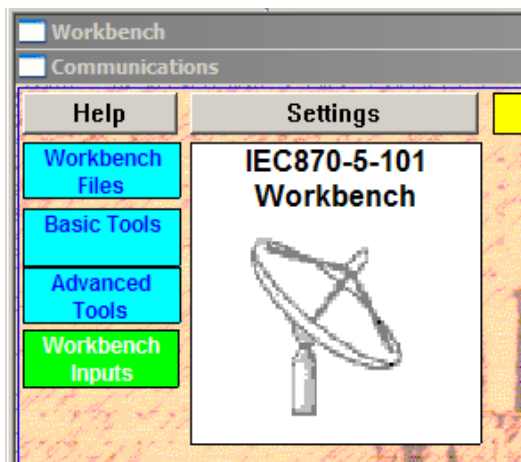 Workbench
Communications
Help
Settings
Workbench
Files
Basic Tools
Advanced
Tools
Workbench
Inputs
IEC870-5-101
Workbench